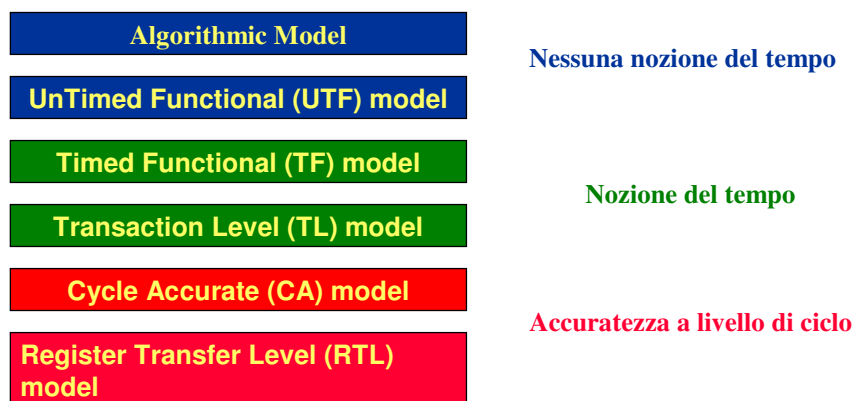 Algorithmic Model
Nessuna nozione del tempo
UnTimed Functional (UTF) model
Timed Functional (TF) model
Nozione del tempo
Transaction Level (TL) model
Cycle Accurate (CA) model
Accuratezza a livello di ciclo
Register Transfer Level (RTL)
model